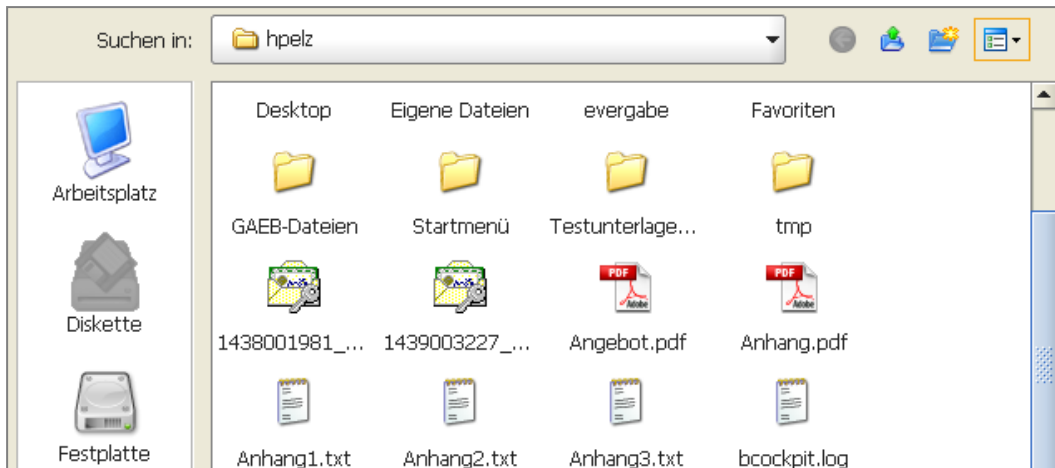 Suchen in: hpelz
Desktop Eigene Dateien evergabe Favoriten
Arbeitsplatz
GAEB-Dateien Startmenü Testunterlage... tmp
PDF PDF
Adobe Adobe
Diskette
1438001981_... 1439003227_... Angebot.pdf Anhang.pdf
Festplatte
Anhang1.txt Anhang2.txt Anhang3.txt bcockpit.log